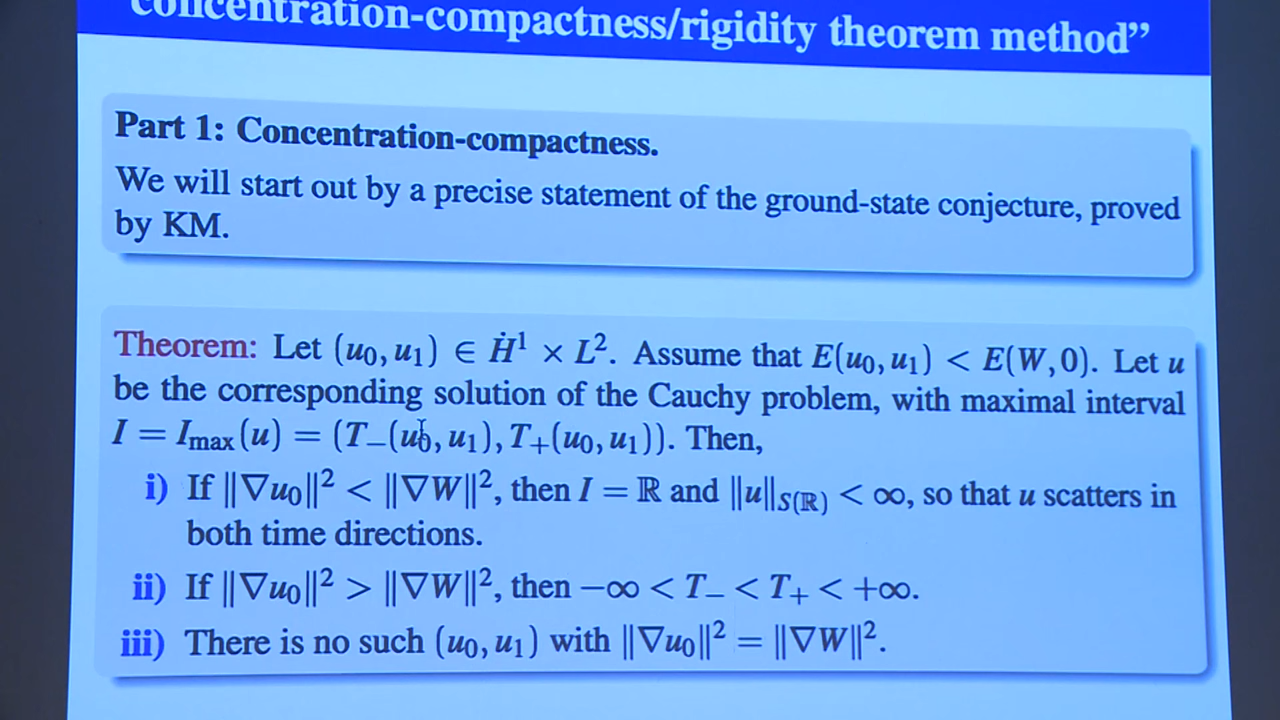 concentration-compactness/rigidity theorem method”
Part 1: Concentration-compactness.
We will start out by a precise statement of the ground-state conjecture, proved
by KM.
Theorem: Let (u₀, u₁) ∈ Ḣ¹ × L². Assume that E(u₀, u₁) < E(W, 0). Let u
be the corresponding solution of the Cauchy problem, with maximal interval
I = I_max(u) = (T₋(u₀, u₁), T₊(u₀, u₁)). Then,
i) If ‖∇u₀‖² < ‖∇W‖², then I = ℝ and ‖u‖_S(ℝ) < ∞, so that u scatters in
both time directions.
ii) If ‖∇u₀‖² > ‖∇W‖², then −∞ < T₋ < T₊ < +∞.
iii) There is no such (u₀, u₁) with ‖∇u₀‖² = ‖∇W‖².